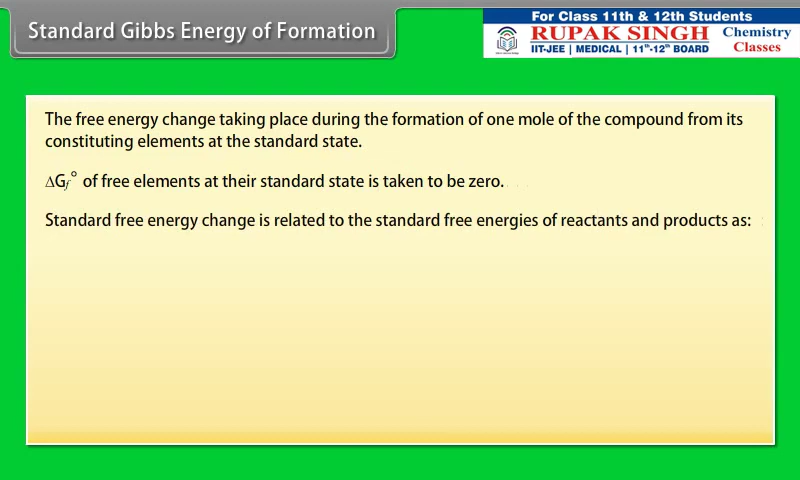 Standard Gibbs Energy of Formation
For Class 11th & 12th Students
RUPAK SINGH
IIT-JEE | MEDICAL | 11th-12th BOARD
Chemistry
Classes
The free energy change taking place during the formation of one mole of the compound from its
constituting elements at the standard state.
ΔGf° of free elements at their standard state is taken to be zero.
Standard free energy change is related to the standard free energies of reactants and products as: